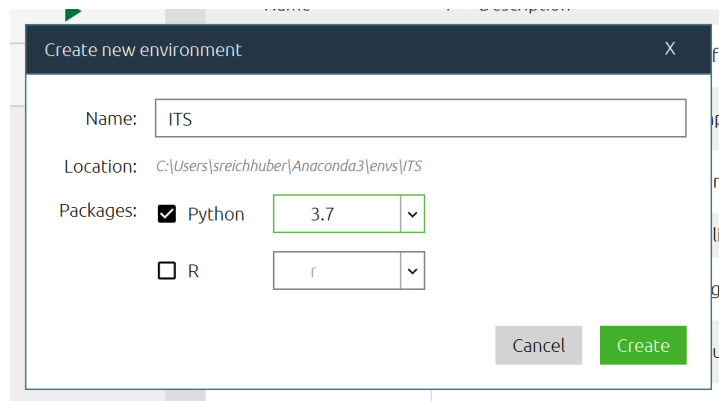 Create new environment X
Name: ITS
Location: C:\Users\sreichhuber\Anaconda3\envs\ITS
Packages: Python 3.7
R r
Cancel Create